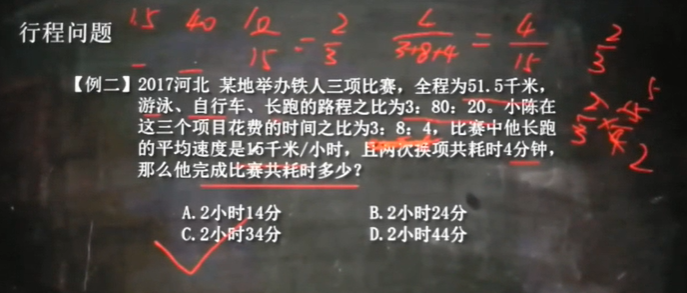 行程问题
1.5 40 10
10/15 = 2/3 4/(3+8+4) = 4/15 2/3
【例二】2017河北 某地举办铁人三项比赛，全程为51.5千米，
游泳、自行车、长跑的路程之比为3：80：20。小陈在
这三个项目花费的时间之比为3：8：4，比赛中他长跑
的平均速度是15千米/小时，且两次换项共耗时4分钟，
那么他完成比赛共耗时多少？
A.2小时14分 B.2小时24分
C.2小时34分 D.2小时44分